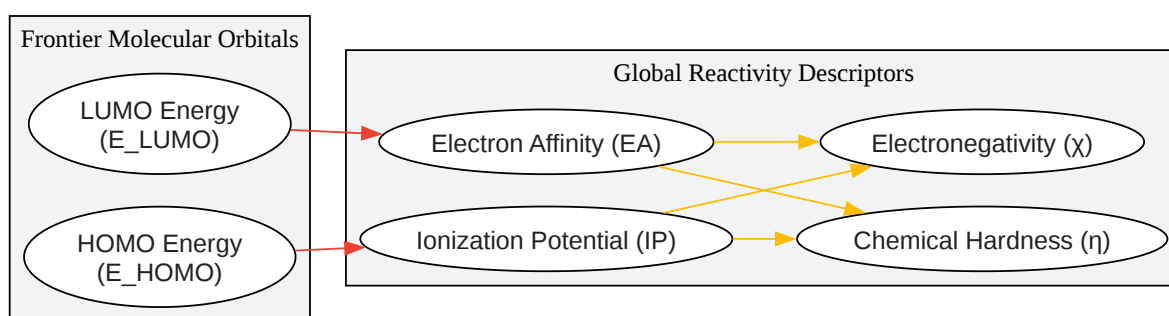 Frontier Molecular Orbitals
LUMO Energy
(E_LUMO)
HOMO Energy
(E_HOMO)
Global Reactivity Descriptors
Electron Affinity (EA)
Electronegativity (χ)
Ionization Potential (IP)
Chemical Hardness (η)